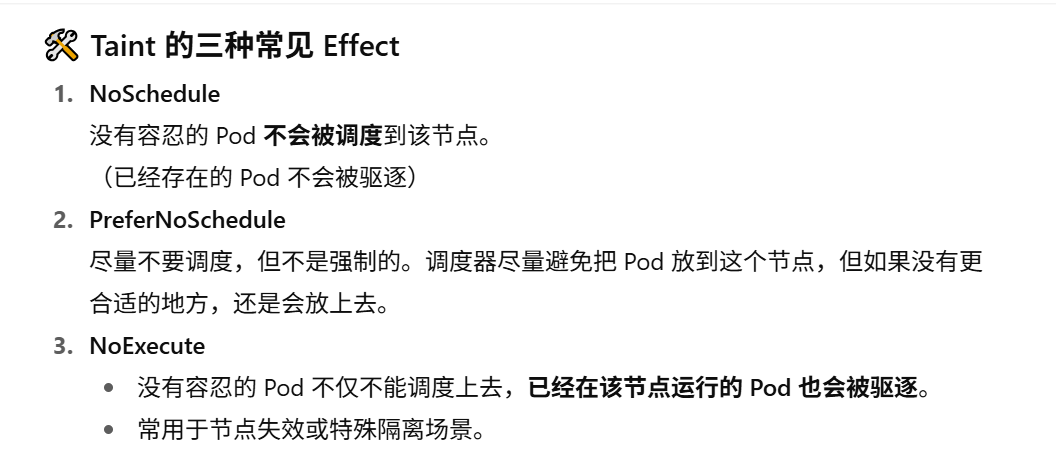 🛠 Taint 的三种常见 Effect
1. NoSchedule
没有容忍的 Pod 不会被调度到该节点。
（已经存在的 Pod 不会被驱逐）
2. PreferNoSchedule
尽量不要调度，但不是强制的。调度器尽量避免把 Pod 放到这个节点，但如果没有更
合适的地方，还是会放上去。
3. NoExecute
• 没有容忍的 Pod 不仅不能调度上去，已经在该节点运行的 Pod 也会被驱逐。
• 常用于节点失效或特殊隔离场景。